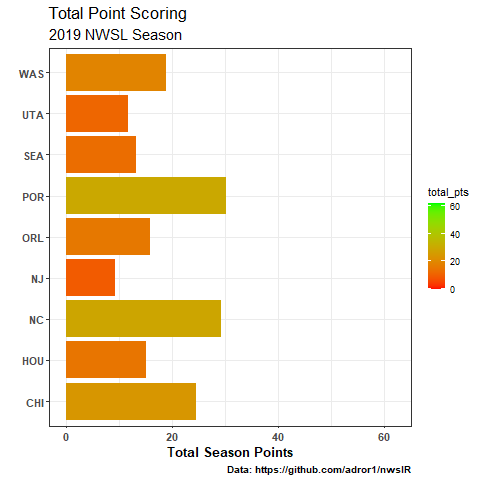 Total Point Scoring
2019 NWSL Season
WAS
UTA
SEA
POR
ORL
NJ
NC
HOU
CHI
0 20 40 60
Total Season Points
total_pts
60
40
20
0
Data: https://github.com/adror1/nwslR